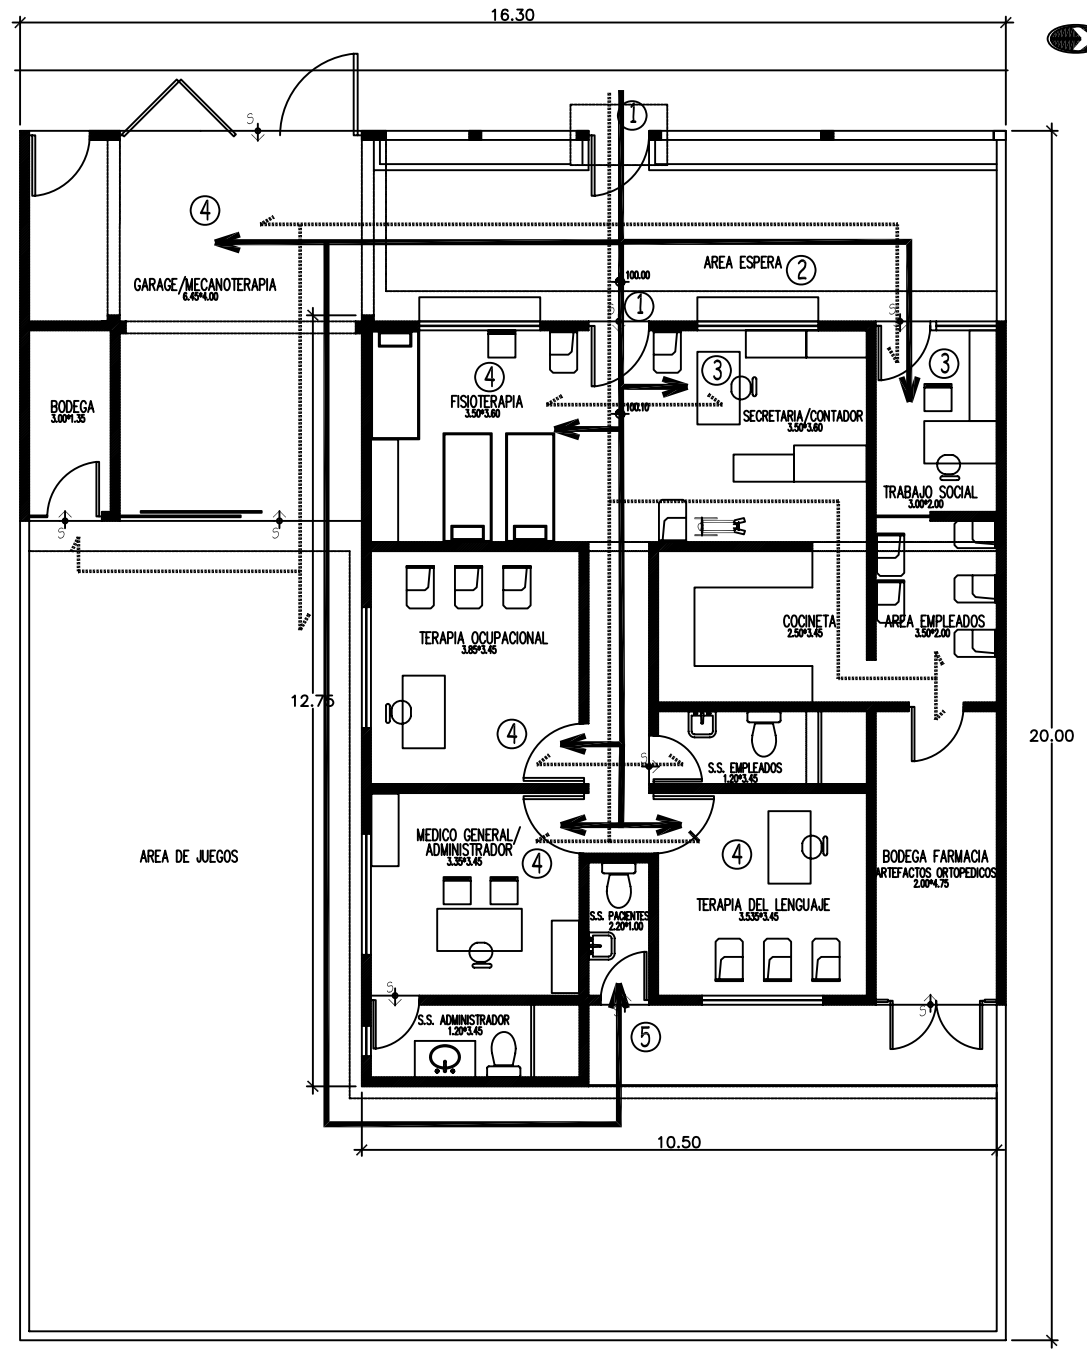 16.30
1
S
4
AREA ESPERA 2
GARAGE/MECANOTERAPIA
6.45*4.00
100.00
1
S
S
BODEGA
3.00*1.35
4
FISIOTERAPIA
3.50*3.60
3
100.10
SECRETARIA/CONTADOR
3.50*3.60
3
TRABAJO SOCIAL
3.00*2.00
S
S
TERAPIA OCUPACIONAL
3.85*3.45
COCINETA
2.50*3.45
AREA EMPLEADOS
3.50*2.00
12.75
20.00
4
S
S.S. EMPLEADOS
1.20*3.45
AREA DE JUEGOS
MEDICO GENERAL/
ADMINISTRADOR
3.35*3.45
4
4
BODEGA FARMACIA
ARTEFACTOS ORTOPEDICOS
2.00*4.75
S.S. PACIENTES
2.20*1.00
TERAPIA DEL LENGUAJE
3.535*3.45
S
S.S. ADMINISTRADOR
1.20*3.45
S
5
S
10.50